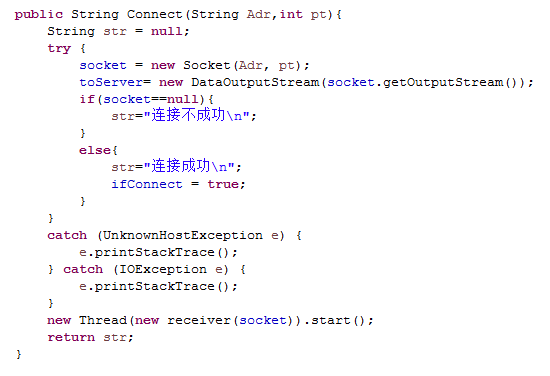 public String Connect(String Adr,int pt){
    String str = null;
    try {
        socket = new Socket(Adr, pt);
        toServer= new DataOutputStream(socket.getOutputStream());
        if(socket==null){
            str="连接不成功\n";
        }
        else{
            str="连接成功\n";
            ifConnect = true;
        }
    }
    catch (UnknownHostException e) {
        e.printStackTrace();
    } catch (IOException e) {
        e.printStackTrace();
    }
    new Thread(new receiver(socket)).start();
    return str;
}